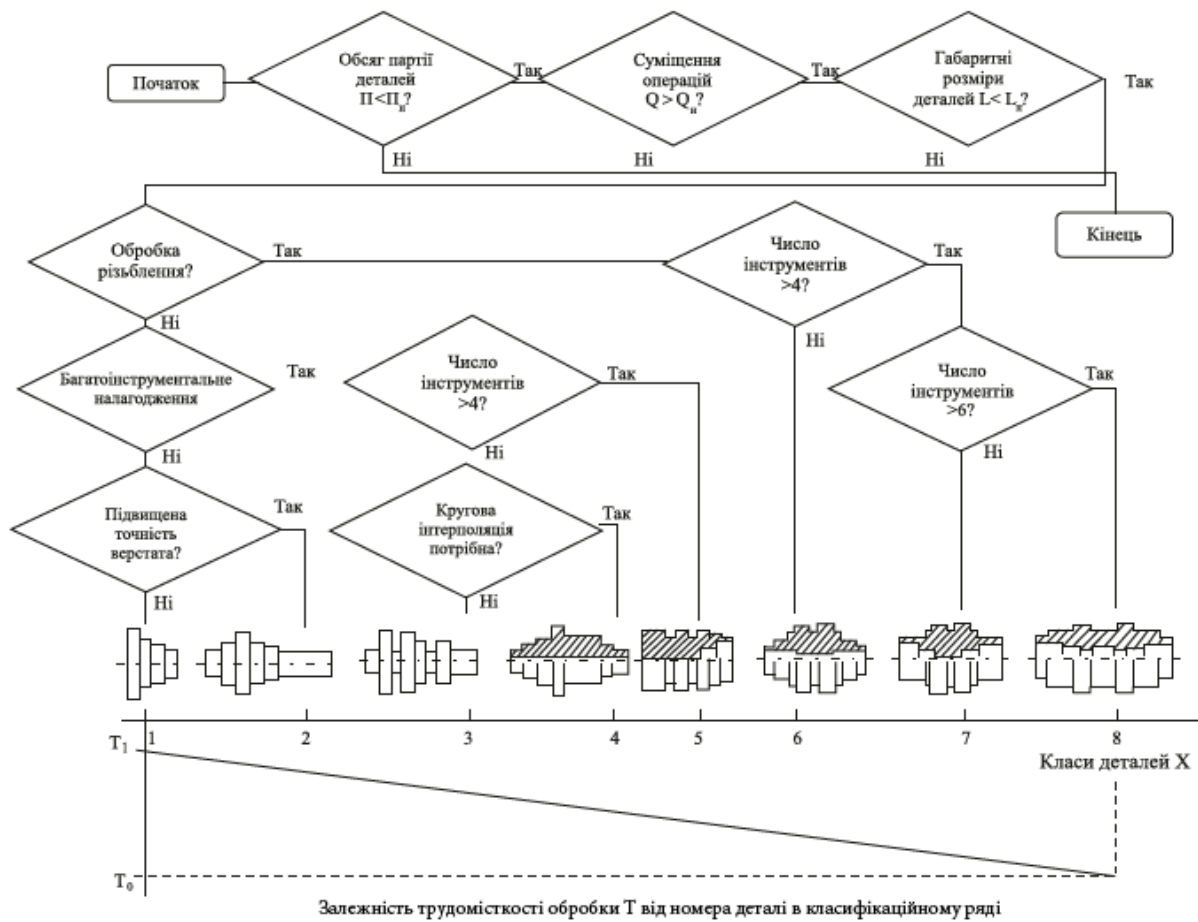 Початок
Обсяг партії
деталей
П<Пн?
Так
Суміщення
операцій
Q > Qн?
Так
Габаритні
розміри
деталей L< Lн?
Так
Ні
Ні
Ні
Кінець
Обробка
різьблення?
Так
Число
інструментів
>4?
Так
Ні
Ні
Багатоінструментальне
налагодження
Так
Число
інструментів
>4?
Так
Число
інструментів
>6?
Так
Ні
Ні
Ні
Підвищена
точність
верстата?
Так
Кругова
інтерполяція
потрібна?
Так
Ні
Ні
T1
1
2
3
4
5
6
7
8
Класи деталей X
T0
Залежність трудомісткості обробки Т від номера деталі в класифікаційному ряді